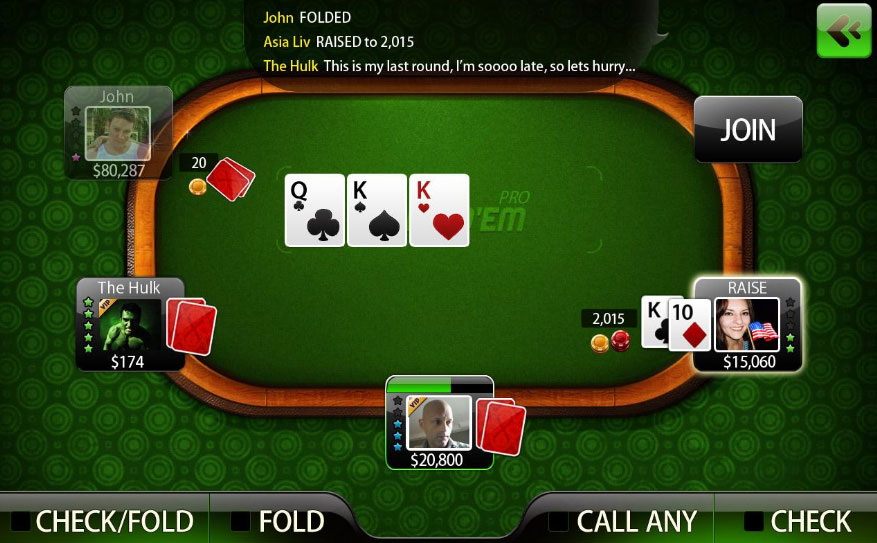 John FOLDED
Asia Liv RAISED to 2,015
The Hulk This is my last round, I'm soooo late, so lets hurry...
John
$80,287
20
JOIN
Q K K
PRO
'EM
The Hulk
VIP
$174
2,015
K 10
RAISE
$15,060
VIP
$20,800
CHECK/FOLD FOLD CALL ANY CHECK